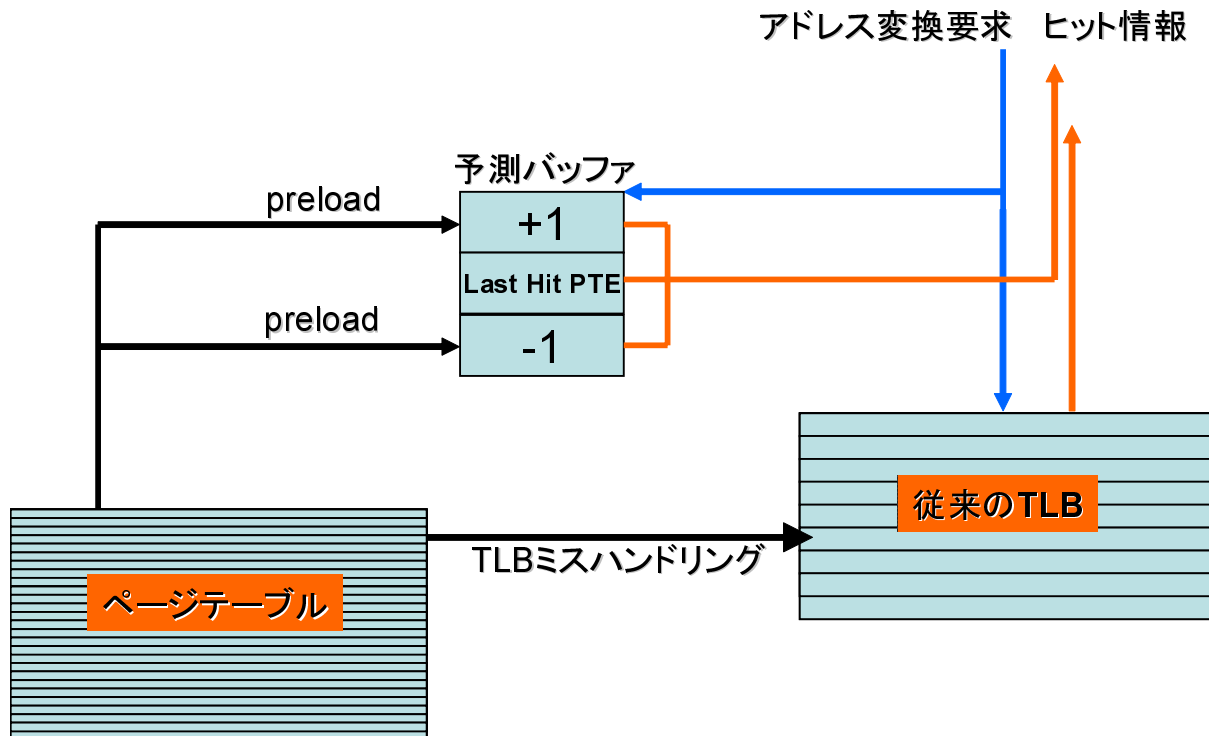 アドレス変換要求 ヒット情報
予測バッファ
preload
+1
Last Hit PTE
preload
-1
従来のTLB
TLBミスハンドリング
ページテーブル